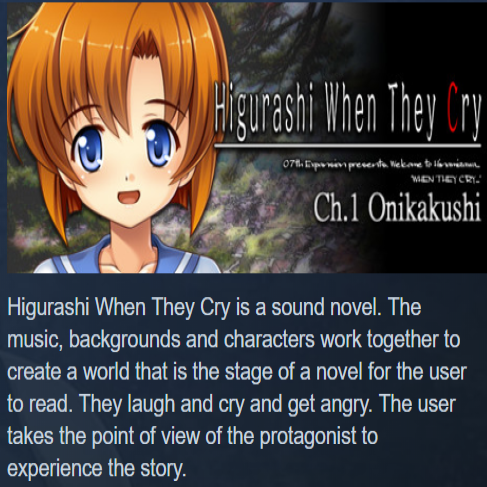 Higurashi When They Cry
07th Expansion presents. Welcome to Hinamizawa...
"WHEN THEY CRY..."
Ch.1 Onikakushi
Higurashi When They Cry is a sound novel. The
music, backgrounds and characters work together to
create a world that is the stage of a novel for the user
to read. They laugh and cry and get angry. The user
takes the point of view of the protagonist to
experience the story.